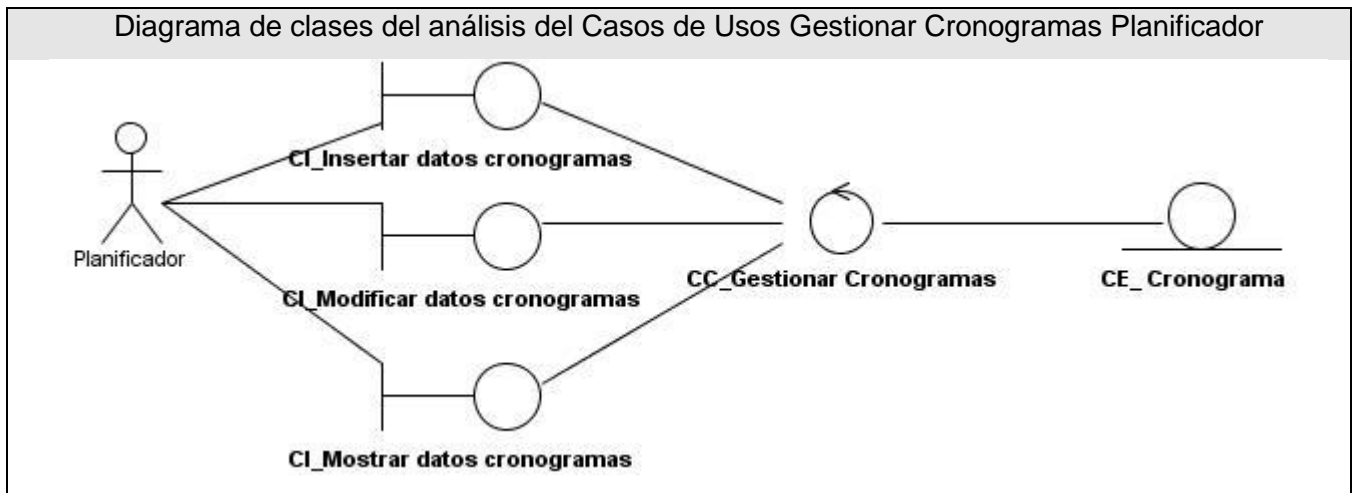 Diagrama de clases del análisis del Casos de Usos Gestionar Cronogramas Planificador
CI_Insertar datos cronogramas
Planificador
CI_Modificar datos cronogramas
CC_Gestionar Cronogramas
CE_ Cronograma
CI_Mostrar datos cronogramas